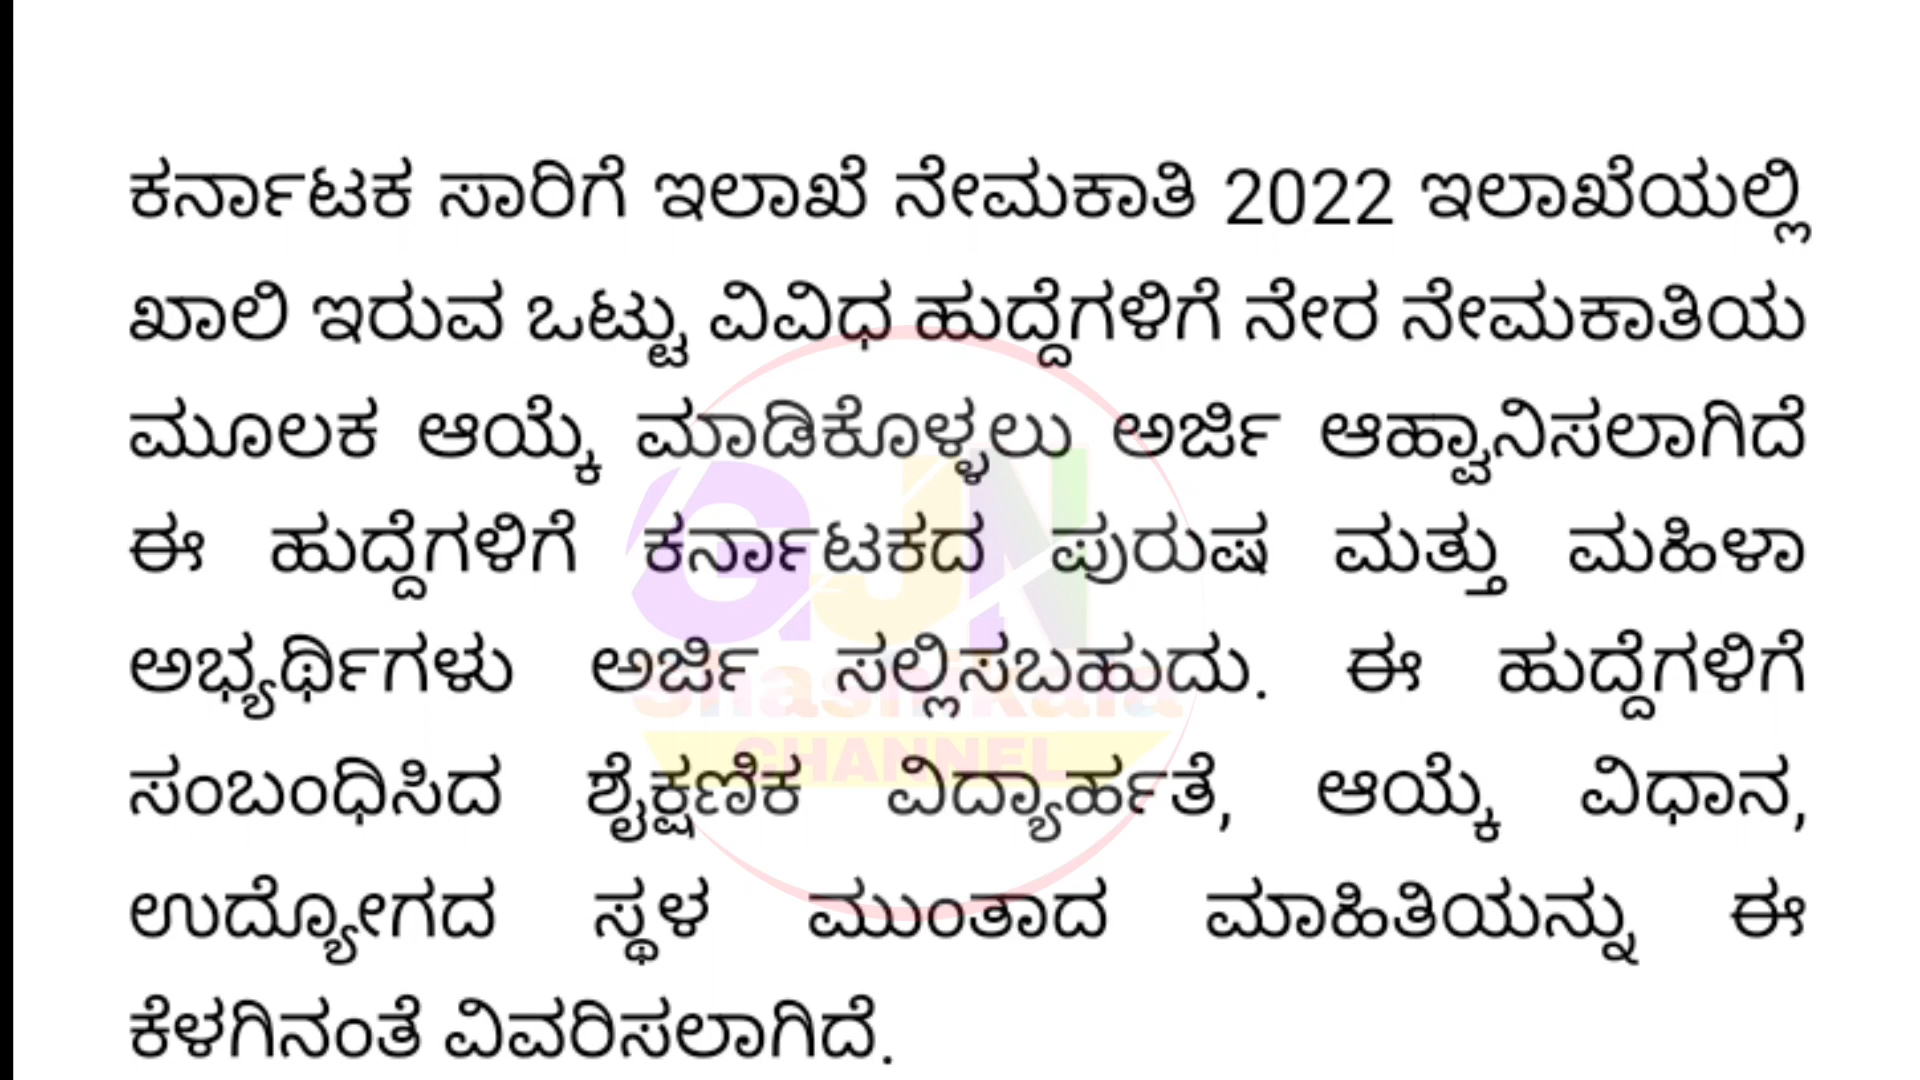 ಕರ್ನಾಟಕ ಸಾರಿಗೆ ಇಲಾಖೆ ನೇಮಕಾತಿ 2022 ಇಲಾಖೆಯಲ್ಲಿ
ಖಾಲಿ ಇರುವ ಒಟ್ಟು ವಿವಿಧ ಹುದ್ದೆಗಳಿಗೆ ನೇರ ನೇಮಕಾತಿಯ
ಮೂಲಕ ಆಯ್ಕೆ ಮಾಡಿಕೊಳ್ಳಲು ಅರ್ಜಿ ಆಹ್ವಾನಿಸಲಾಗಿದೆ
ಈ ಹುದ್ದೆಗಳಿಗೆ ಕರ್ನಾಟಕದ ಪುರುಷ ಮತ್ತು ಮಹಿಳಾ
ಅಭ್ಯರ್ಥಿಗಳು ಅರ್ಜಿ ಸಲ್ಲಿಸಬಹುದು. ಈ ಹುದ್ದೆಗಳಿಗೆ
ಸಂಬಂಧಿಸಿದ ಶೈಕ್ಷಣಿಕ ವಿದ್ಯಾರ್ಹತೆ, ಆಯ್ಕೆ ವಿಧಾನ,
ಉದ್ಯೋಗದ ಸ್ಥಳ ಮುಂತಾದ ಮಾಹಿತಿಯನ್ನು ಈ
ಕೆಳಗಿನಂತೆ ವಿವರಿಸಲಾಗಿದೆ.
GJN
CHANNEL